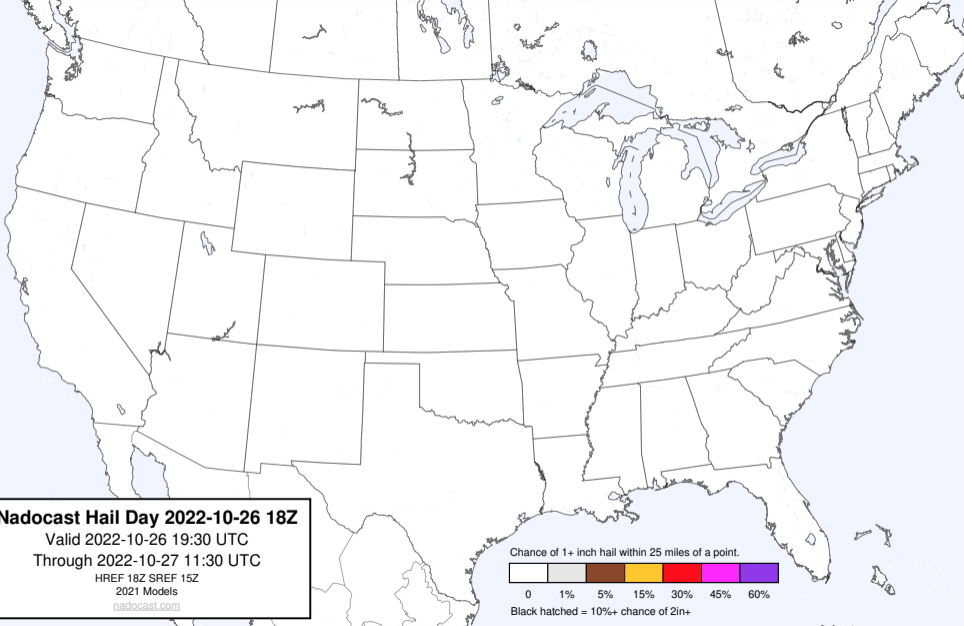 Nadocast Hail Day 2022-10-26 18Z
Valid 2022-10-26 19:30 UTC
Through 2022-10-27 11:30 UTC
HREF 18Z SREF 15Z
2021 Models
nadocast.com
Chance of 1+ inch hail within 25 miles of a point.
0 1% 5% 15% 30% 45% 60%
Black hatched = 10%+ chance of 2in+